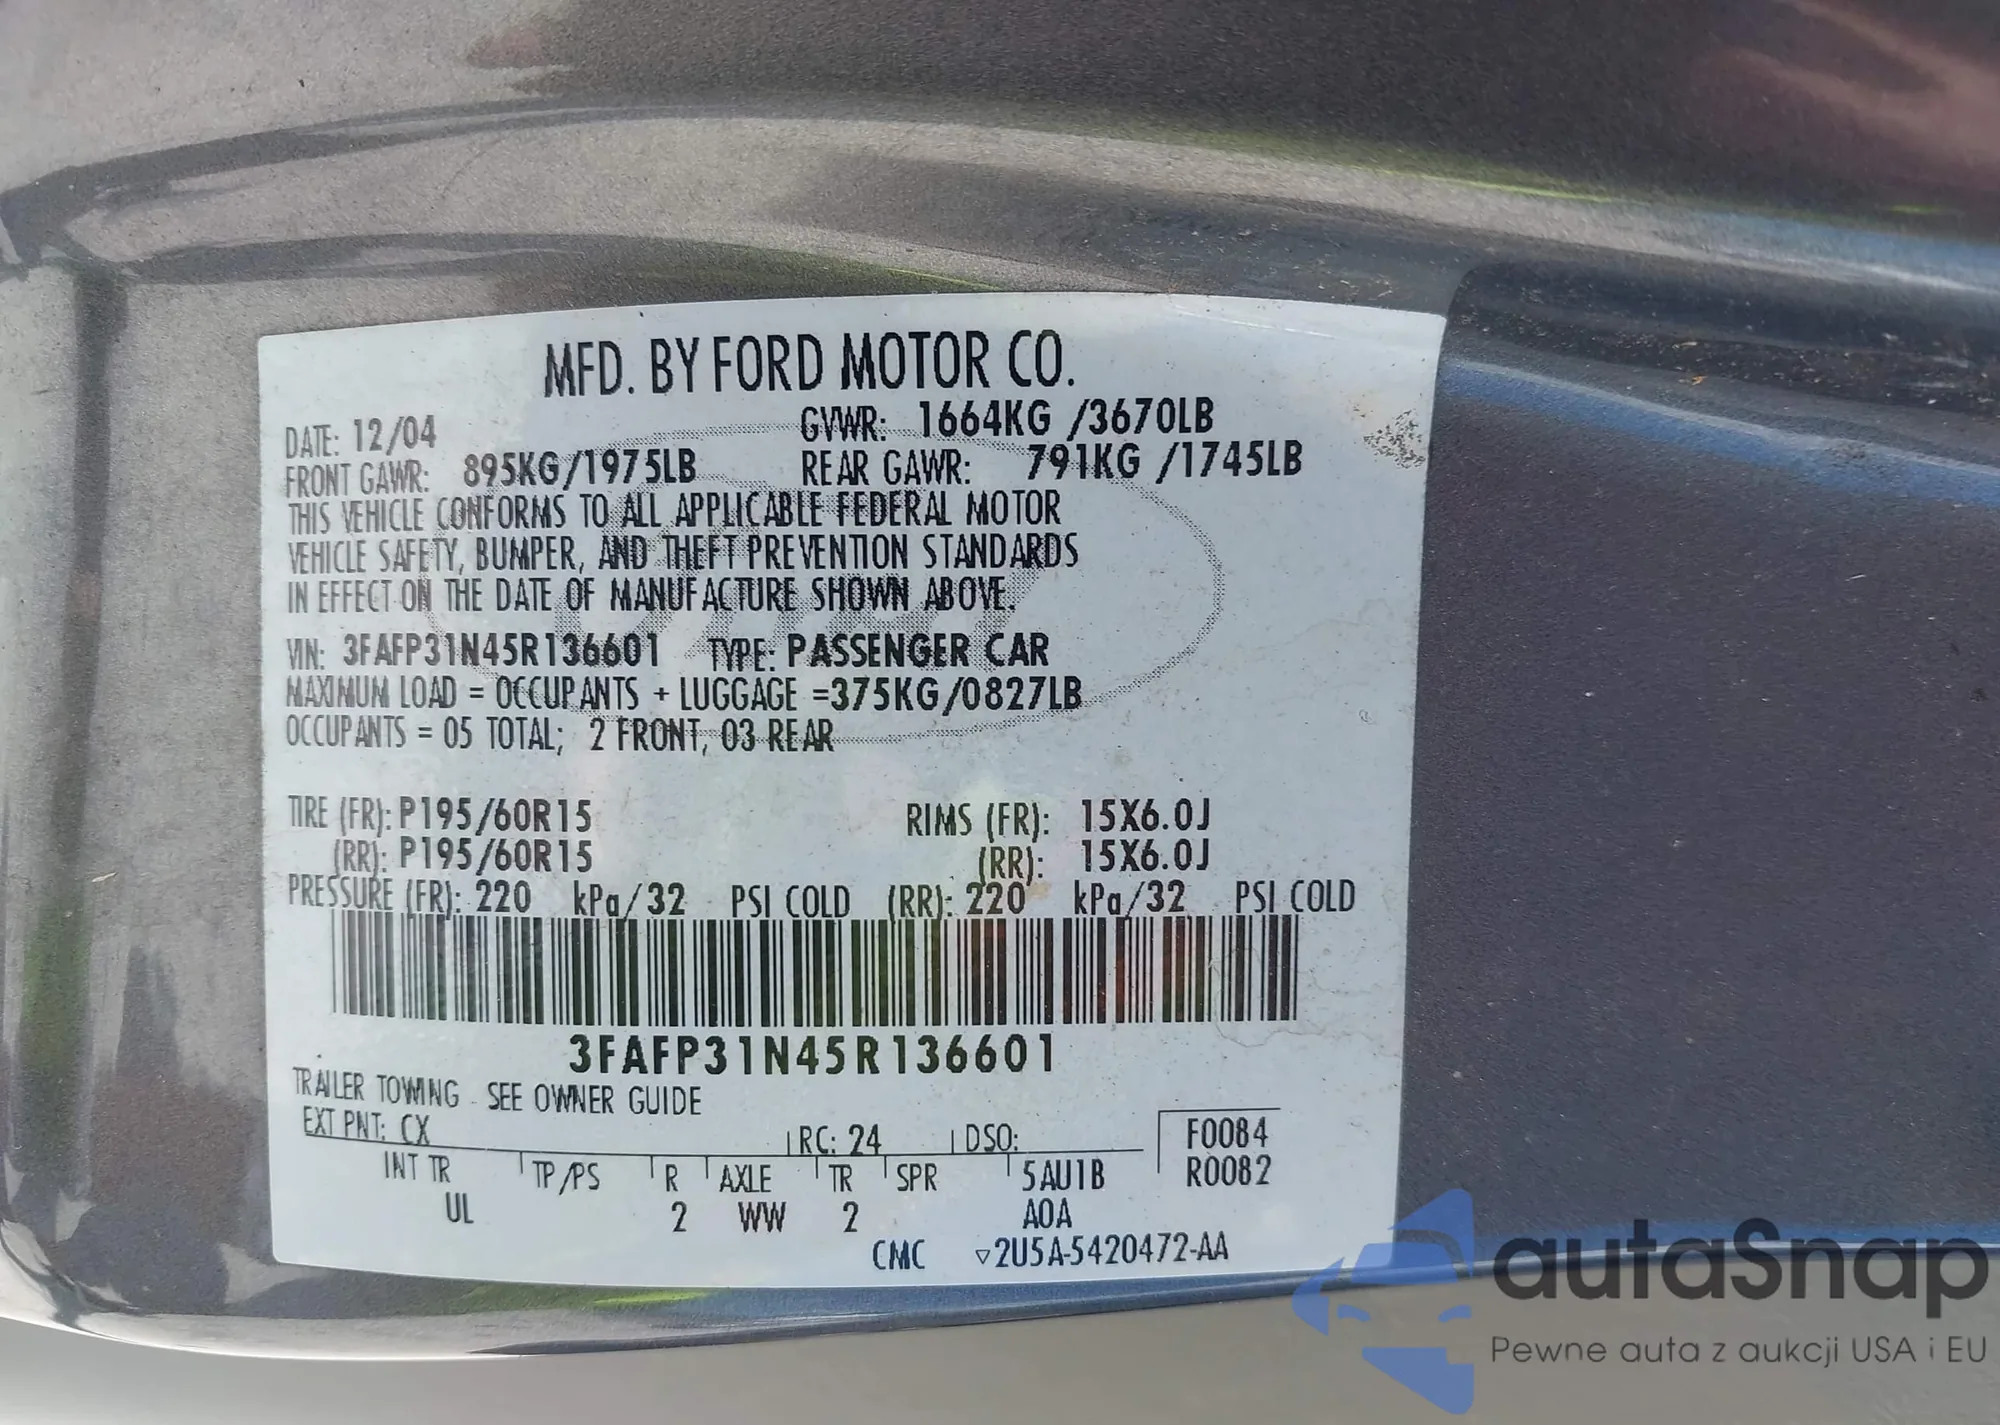 MFD. BY FORD MOTOR CO.
DATE: 12/04 GVWR: 1664KG /3670LB
FRONT GAWR: 895KG/1975LB REAR GAWR: 791KG /1745LB
THIS VEHICLE CONFORMS TO ALL APPLICABLE FEDERAL MOTOR
VEHICLE SAFETY, BUMPER, AND THEFT PREVENTION STANDARDS
IN EFFECT ON THE DATE OF MANUFACTURE SHOWN ABOVE.
VIN: 3FAFP31N45R136601 TYPE: PASSENGER CAR
MAXIMUM LOAD = OCCUPANTS + LUGGAGE =375KG/0827LB
OCCUPANTS = 05 TOTAL; 2 FRONT, 03 REAR
TIRE (FR): P195/60R15 RIMS (FR): 15X6.0J
(RR): P195/60R15 (RR): 15X6.0J
PRESSURE (FR): 220 kPa/32 PSI COLD (RR): 220 kPa/32 PSI COLD
3FAFP31N45R136601
TRAILER TOWING - SEE OWNER GUIDE
EXT PNT: CX RC: 24 DSO: F0084
INT TR TP/PS R AXLE TR SPR 5AU1B R0082
UL 2 WW 2 AOA
CMC ▽2U5A-5420472-AA
autaSnap
Pewne auta z aukcji USA i EU